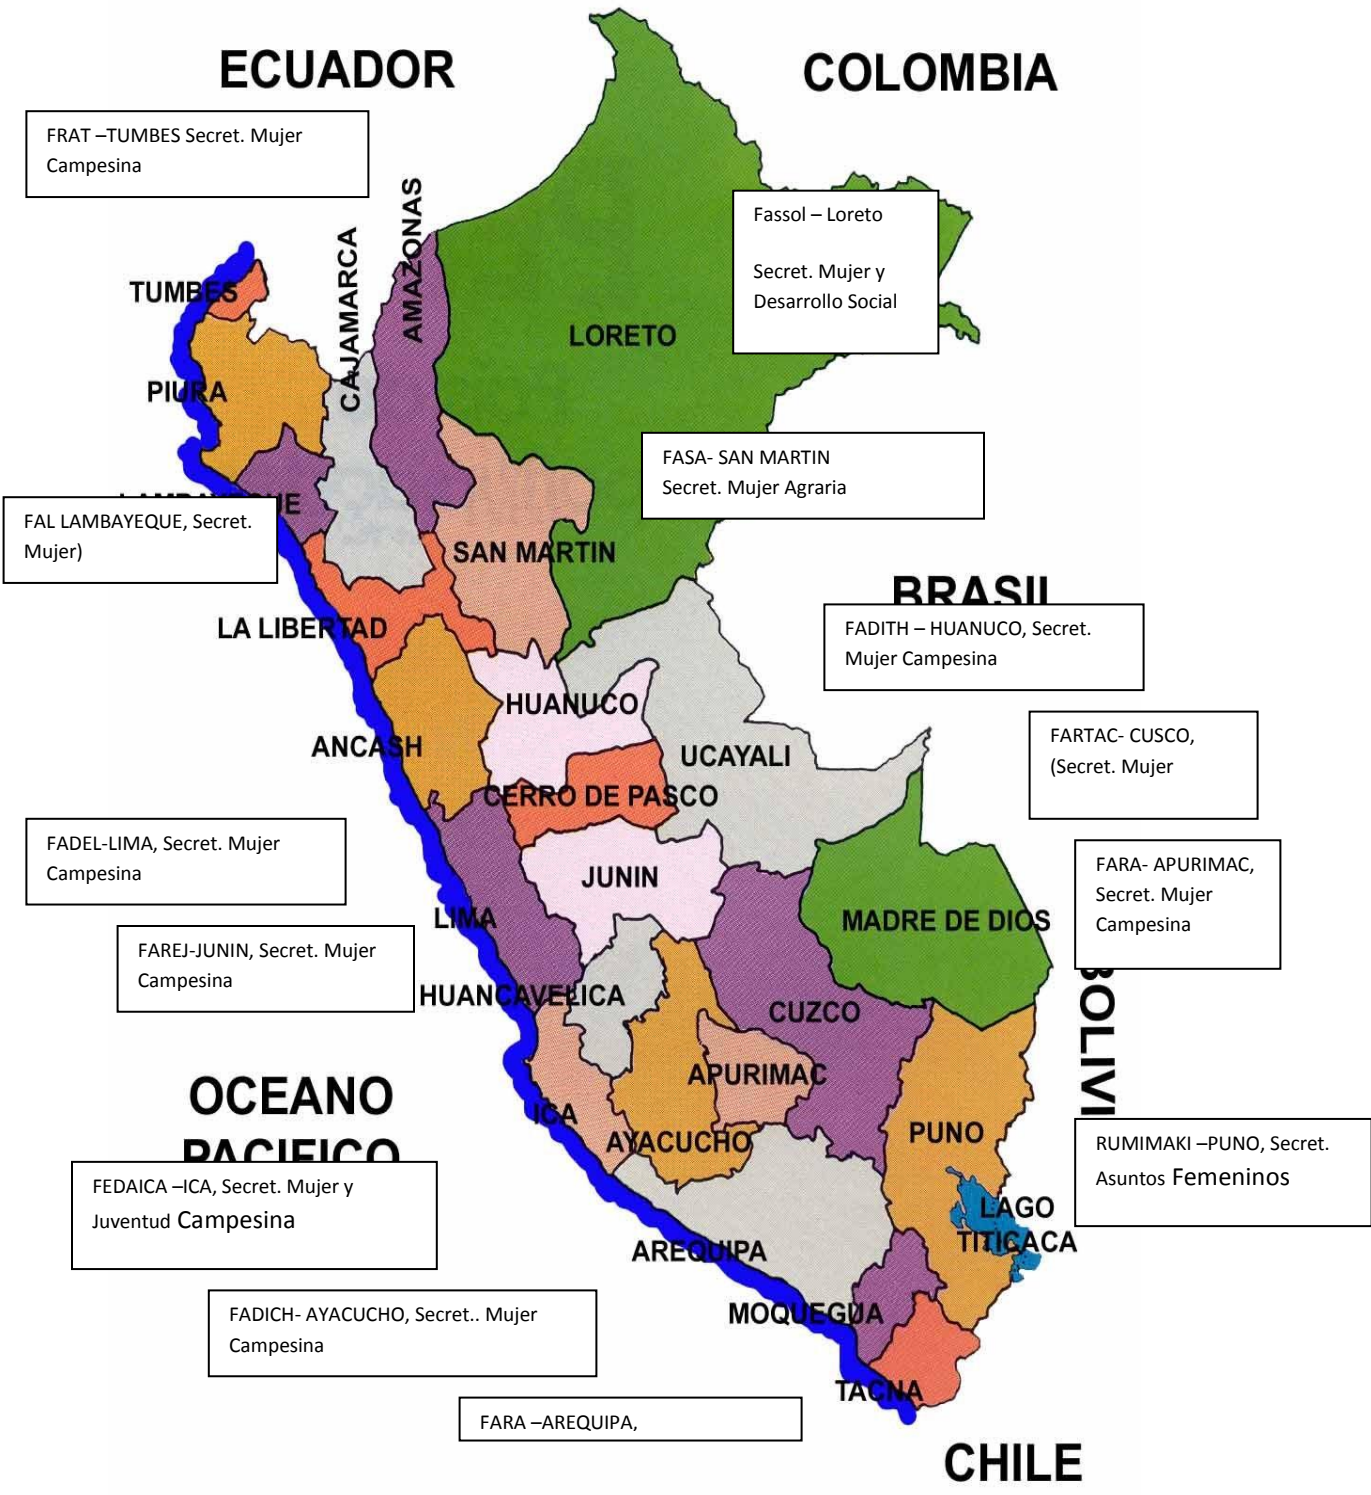 ECUADOR
COLOMBIA
FRAT –TUMBES Secret. Mujer
Campesina
AMAZONAS
CAJAMARCA
Fassol – Loreto
Secret. Mujer y
Desarrollo Social
TUMBES
LORETO
PIURA
FASA- SAN MARTIN
Secret. Mujer Agraria
LAMBAYEQUE
FAL LAMBAYEQUE, Secret.
Mujer)
SAN MARTIN
BRASIL
LA LIBERTAD
FADITH – HUANUCO, Secret.
Mujer Campesina
HUANUCO
ANCASH
UCAYALI
FARTAC- CUSCO,
(Secret. Mujer
CERRO DE PASCO
FADEL-LIMA, Secret. Mujer
Campesina
JUNIN
FARA- APURIMAC,
Secret. Mujer
Campesina
LIMA
MADRE DE DIOS
FAREJ-JUNIN, Secret. Mujer
Campesina
HUANCAVELICA
CUZCO
BOLIVI
OCEANO
PACIFICO
APURIMAC
ICA
AYACUCHO
PUNO
RUMIMAKI –PUNO, Secret.
Asuntos Femeninos
FEDAICA –ICA, Secret. Mujer y
Juventud Campesina
LAGO
TITICACA
AREQUIPA
FADICH- AYACUCHO, Secret.. Mujer
Campesina
MOQUEGUA
TACNA
FARA –AREQUIPA,
CHILE